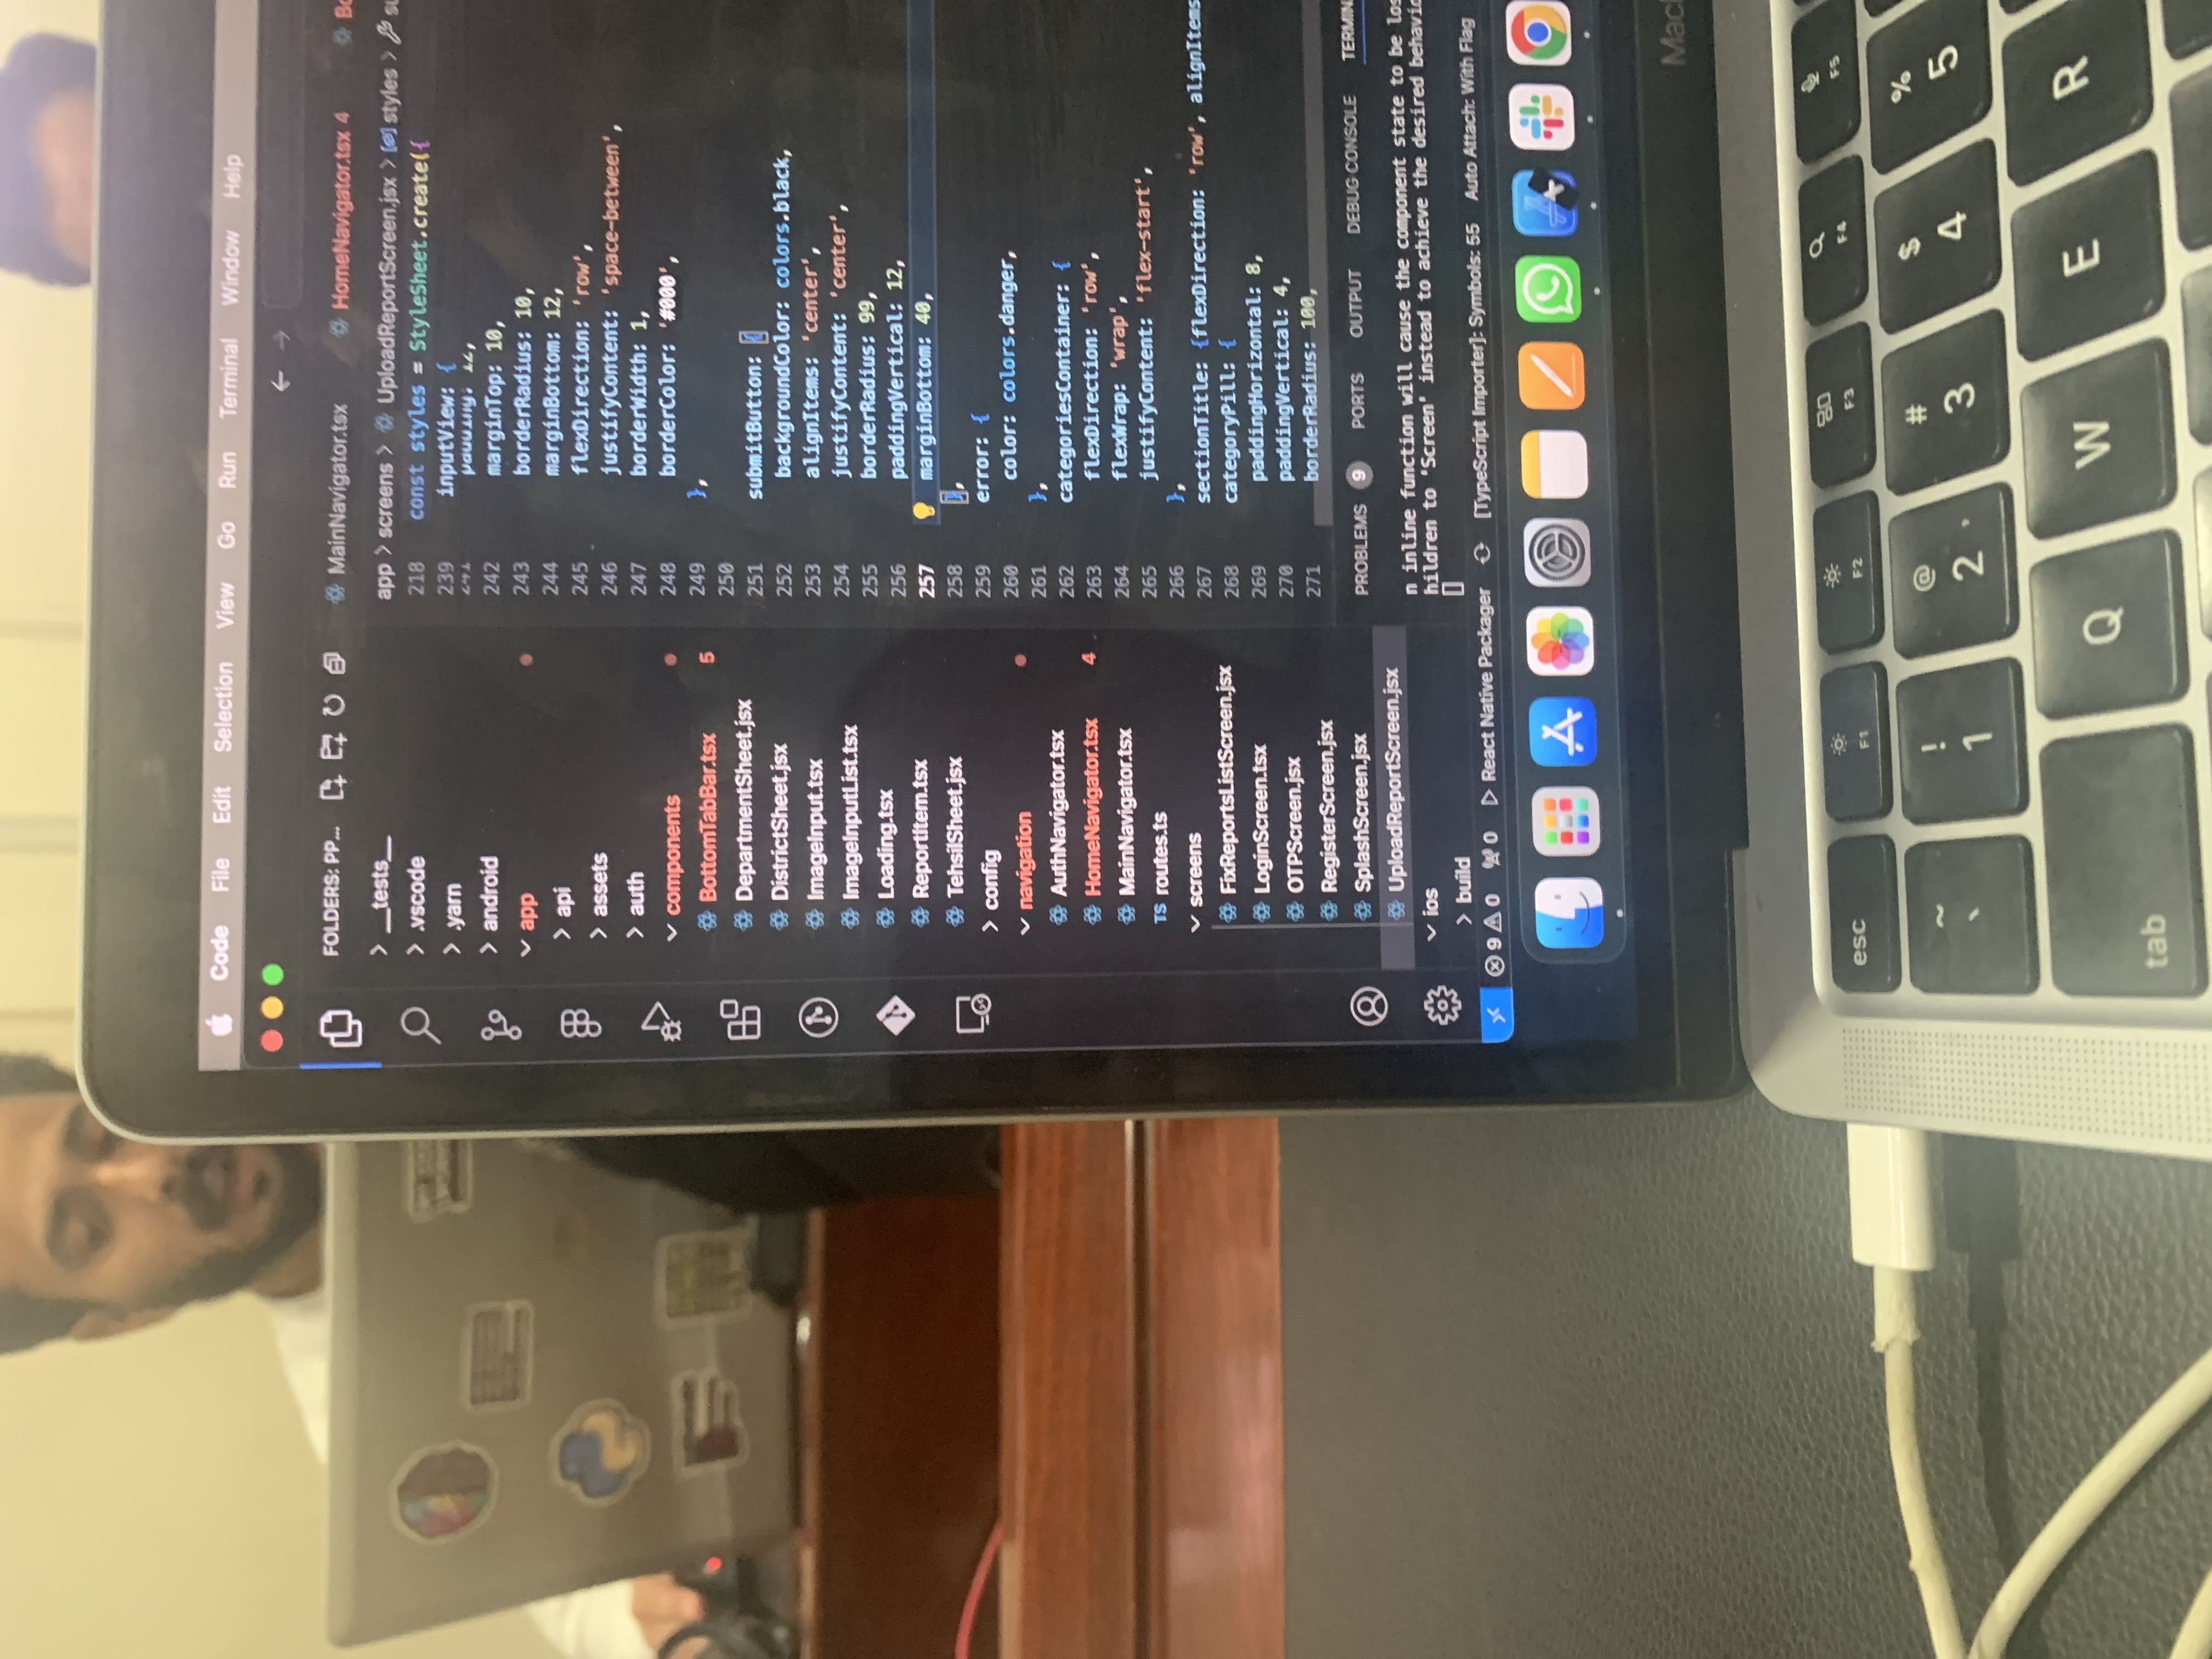 Code File Edit Selection View Go Run Terminal Window Help
FOLDERS: PP...
__tests__
.vscode
.yarn
android
app
api
assets
auth
components
BottomTabBar.tsx 5
DepartmentSheet.jsx
DistrictSheet.jsx
ImageInput.tsx
ImageInputList.tsx
Loading.tsx
ReportItem.tsx
TehsilSheet.jsx
config
navigation
AuthNavigator.tsx
HomeNavigator.tsx 4
MainNavigator.tsx
TS routes.ts
screens
FixReportsListScreen.jsx
LoginScreen.tsx
OTPScreen.jsx
RegisterScreen.jsx
SplashScreen.jsx
UploadReportScreen.jsx
ios
build
MainNavigator.tsx HomeNavigator.tsx 4
app > screens > UploadReportScreen.jsx > styles >
218 const styles = StyleSheet.create({
239 inputView: {
242 marginTop: 10,
243 borderRadius: 10,
244 marginBottom: 12,
245 flexDirection: 'row',
246 justifyContent: 'space-between',
247 borderWidth: 1,
248 borderColor: '#000',
249 },
250
251 submitButton: {
252 backgroundColor: colors.black,
253 alignItems: 'center',
254 justifyContent: 'center',
255 borderRadius: 99,
256 paddingVertical: 12,
257 marginBottom: 40,
258 },
259 error: {
260 color: colors.danger,
261 },
262 categoriesContainer: {
263 flexDirection: 'row',
264 flexWrap: 'wrap',
265 justifyContent: 'flex-start',
266 },
267 sectionTitle: {flexDirection: 'row', alignItems
268 categoryPill: {
269 paddingHorizontal: 8,
270 paddingVertical: 4,
271 borderRadius: 100,
PROBLEMS 9 PORTS OUTPUT DEBUG CONSOLE TERMIN
n inline function will cause the component state to be los
hildren to 'Screen' instead to achieve the desired behavio
9 0 0 React Native Packager [TypeScript Importer]: Symbols: 55 Auto Attach: With Flag
Mac
esc F1 F2 F3 F4 F5
~ ! @ # $ %
` 1 2 3 4 5
tab Q W E R